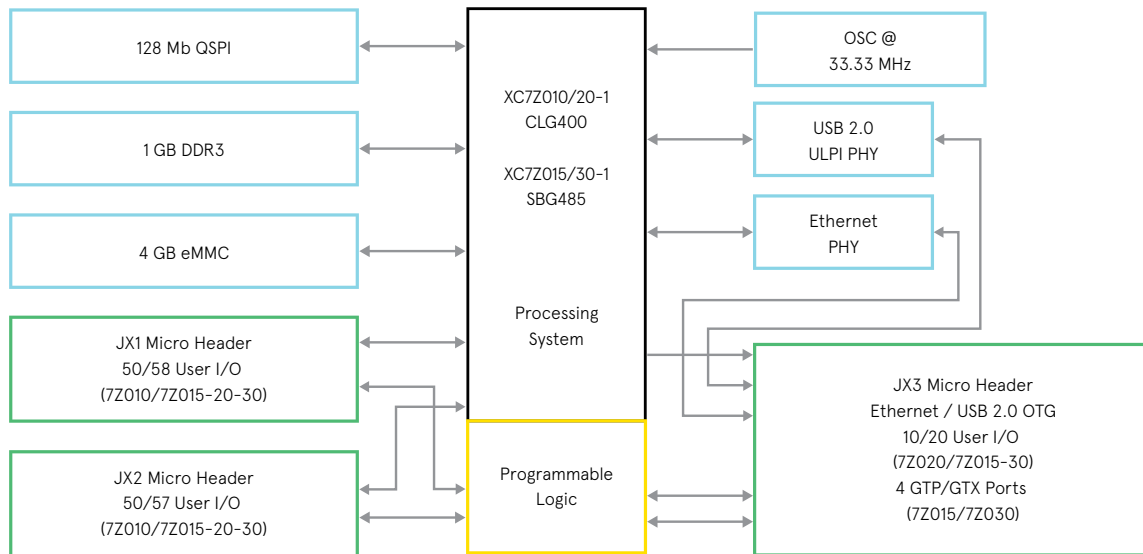 128 Mb QSPI
1 GB DDR3
4 GB eMMC
JX1 Micro Header
50/58 User I/O
(7Z010/7Z015-20-30)
JX2 Micro Header
50/57 User I/O
(7Z010/7Z015-20-30)
XC7Z010/20-1
CLG400
XC7Z015/30-1
SBG485
Processing
System
Programmable
Logic
OSC @
33.33 MHz
USB 2.0
ULPI PHY
Ethernet
PHY
JX3 Micro Header
Ethernet / USB 2.0 OTG
10/20 User I/O
(7Z020/7Z015-30)
4 GTP/GTX Ports
(7Z015/7Z030)